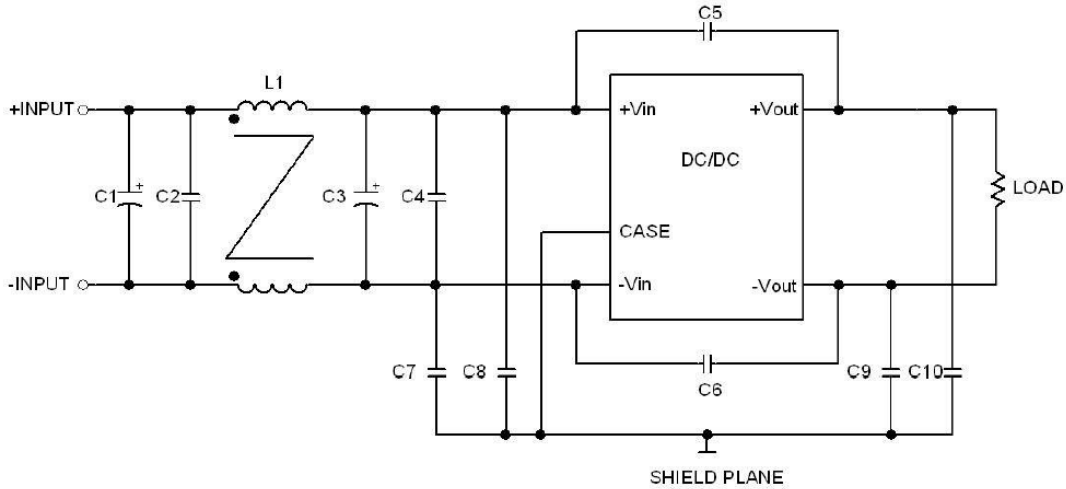 C5
L1
+INPUT
+Vin
+Vout
DC/DC
C1
+
C2
C3
+
C4
LOAD
CASE
-INPUT
-Vin
-Vout
C7
C8
C6
C9
C10
SHIELD PLANE